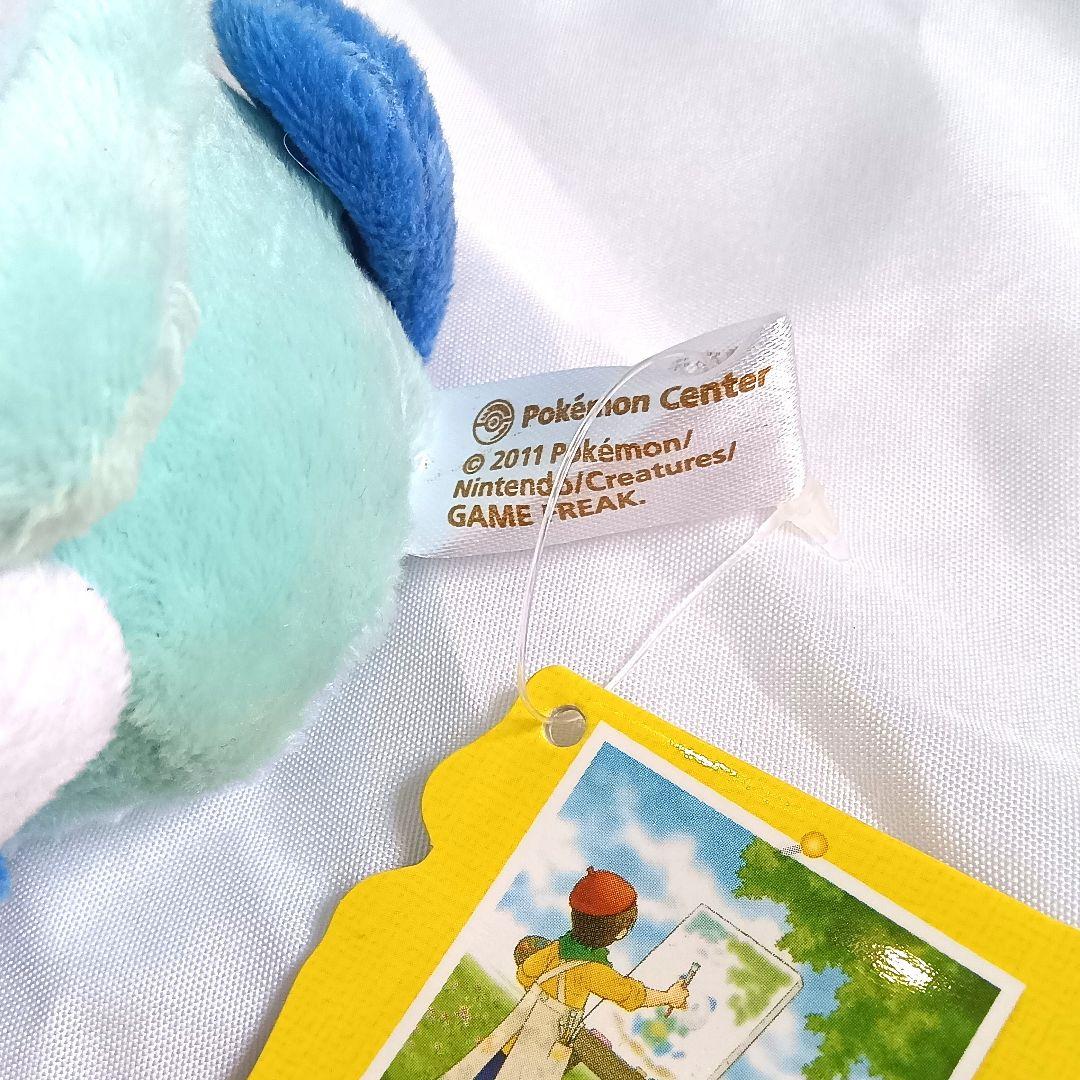 Pokémon Center
© 2011 Pokémon/
Nintendo/Creatures/
GAME FREAK.